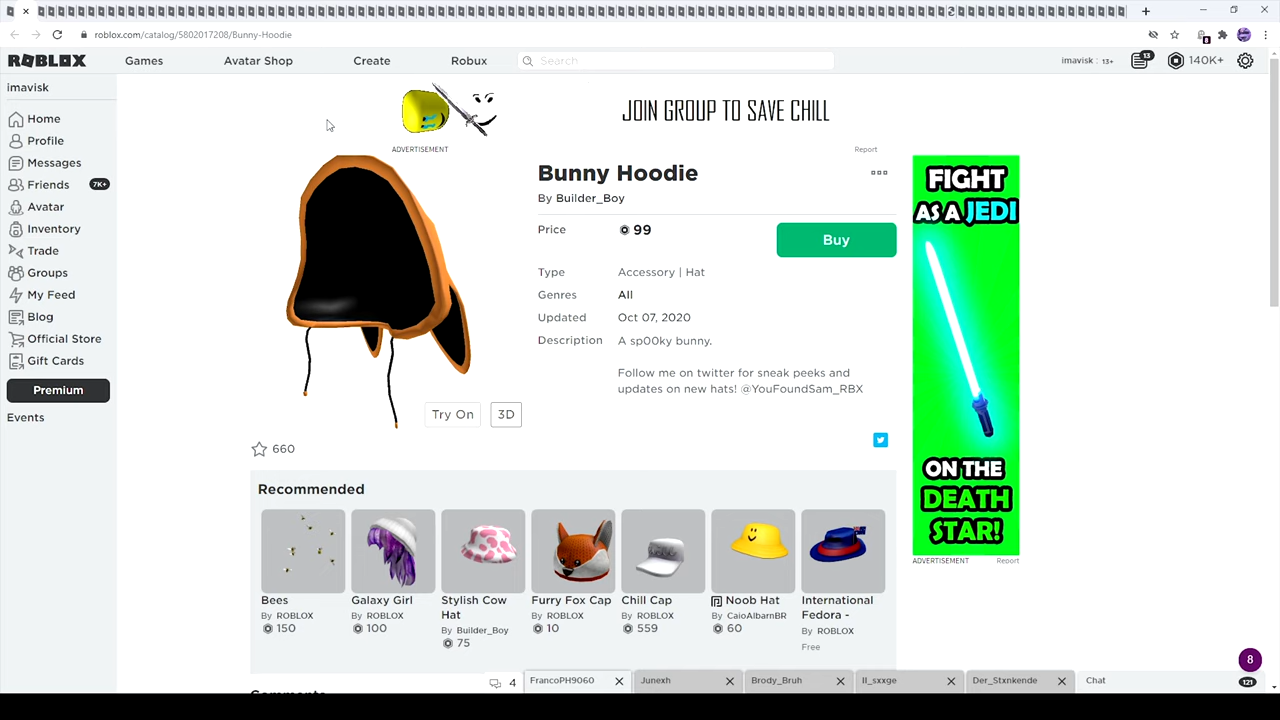 roblox.com/catalog/5802017208/Bunny-Hoodie
8
ROBLOX
Games
Avatar Shop
Create
Robux
Search
imavisk : 13+
13
140K+
imavisk
Home
Profile
Messages
Friends 7K+
Avatar
Inventory
Trade
Groups
My Feed
Blog
Official Store
Gift Cards
Premium
Events
JOIN GROUP TO SAVE CHILL
ADVERTISEMENT
Report
Bunny Hoodie
By Builder_Boy
Price 99
Buy
Type Accessory | Hat
Genres All
Updated Oct 07, 2020
Description A sp00ky bunny.
Follow me on twitter for sneak peeks and
updates on new hats! @YouFoundSam_RBX
Try On
3D
660
FIGHT
AS A JEDI
ON THE
DEATH
STAR!
ADVERTISEMENT
Report
Recommended
Bees
By ROBLOX
150
Galaxy Girl
By ROBLOX
100
Stylish Cow
Hat
By Builder_Boy
75
Furry Fox Cap
By ROBLOX
10
Chill Cap
By ROBLOX
559
Noob Hat
By CaioAlbarnBR
60
International
Fedora -
By ROBLOX
Free
Comments
4
FrancoPH9060
Junexh
Brody_Bruh
II_sxxge
Der_Stxnkende
Chat
8
121